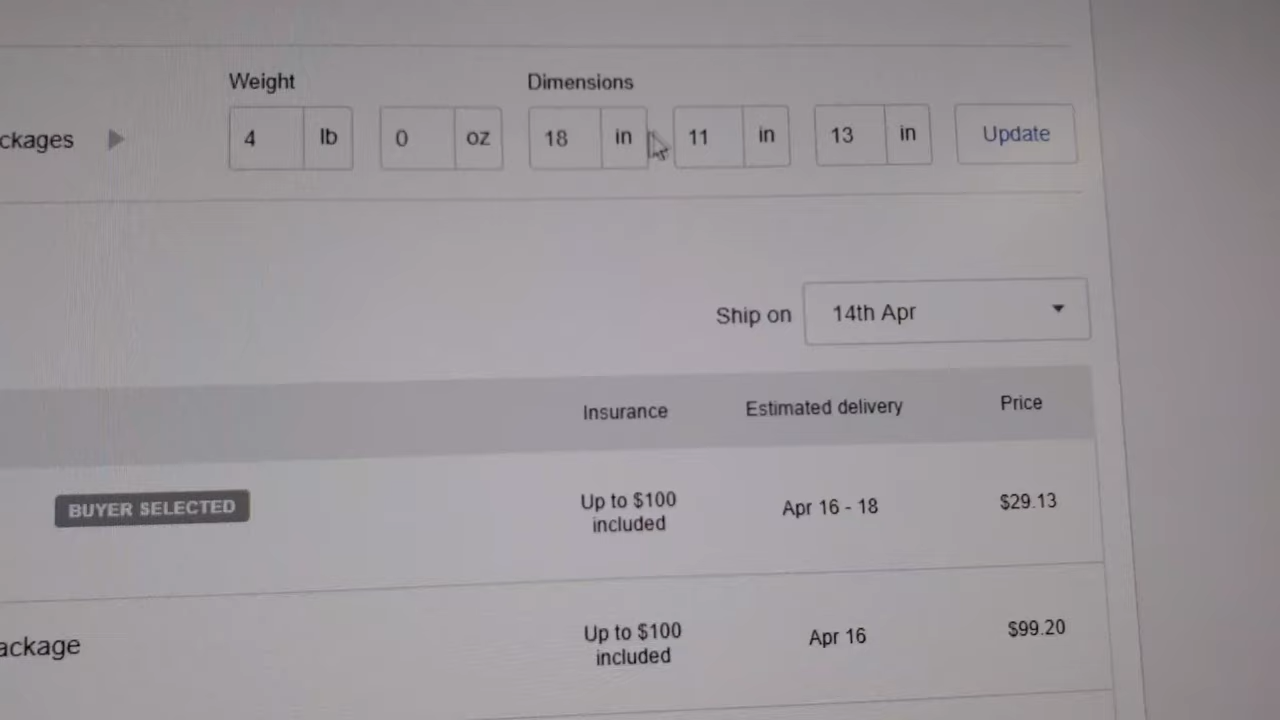 Weight Dimensions
ckages 4 lb 0 oz 18 in 11 in 13 in Update
Ship on 14th Apr
Insurance Estimated delivery Price
BUYER SELECTED Up to $100 included Apr 16 - 18 $29.13
ackage Up to $100 included Apr 16 $99.20